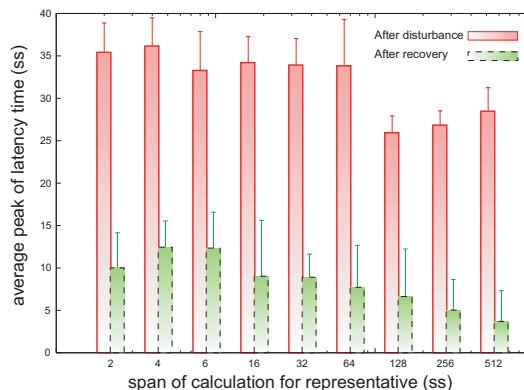 40
35
30
25
20
15
10
5
0
average peak of latency time (ss)
After disturbance
After recovery
2 4 6 16 32 64 128 256 512
span of calculation for representative (ss)